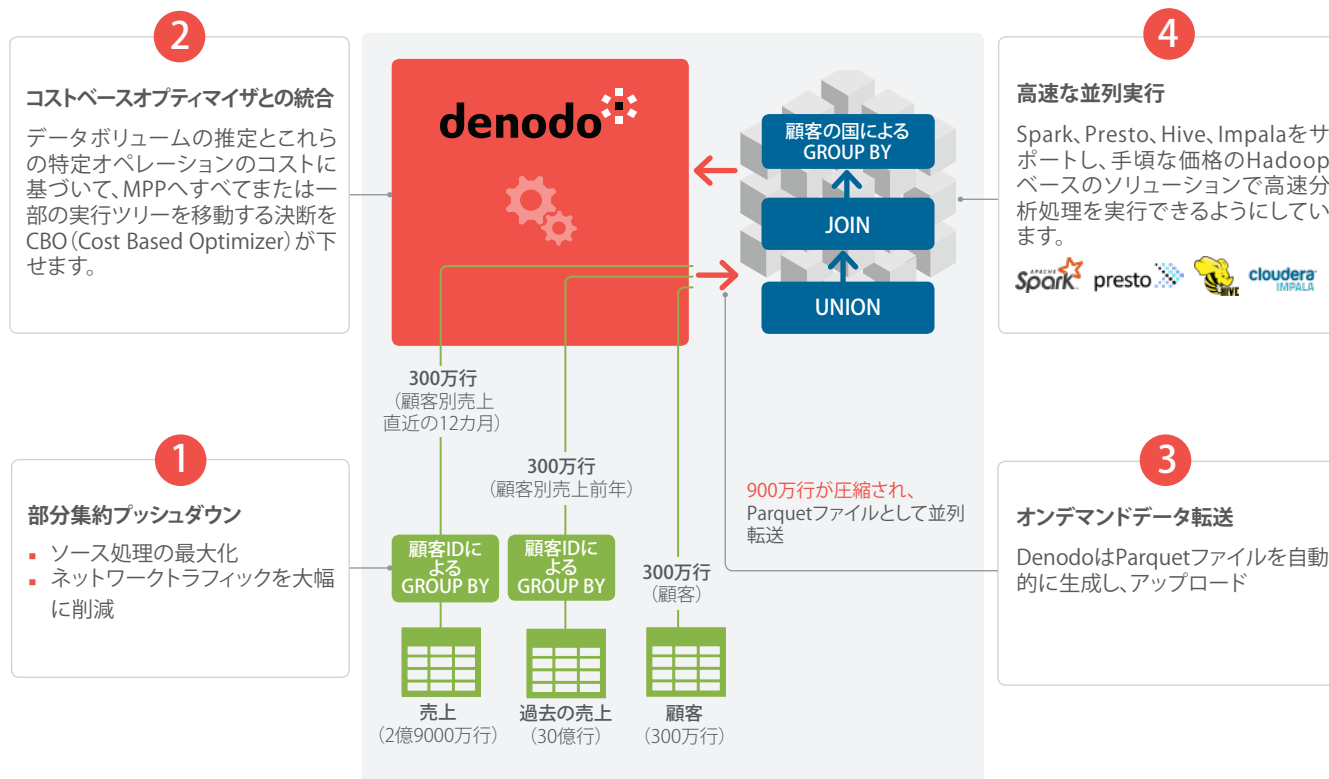 2
コストベースオプティマイザとの統合
データボリュームの推定とこれら
の特定オペレーションのコストに
基づいて、MPPへすべてまたは一
部の実行ツリーを移動する決断を
CBO（Cost Based Optimizer）が下
せます。
1
部分集約プッシュダウン
▪ ソース処理の最大化
▪ ネットワークトラフィックを大幅
に削減
denodo
顧客の国による
GROUP BY
JOIN
UNION
300万行
（顧客別売上
直近の12カ月）
300万行
（顧客別売上前年）
300万行
（顧客）
900万行が圧縮され、
Parquetファイルとして並列
転送
顧客IDに
よる
GROUP BY
顧客IDに
よる
GROUP BY
売上
（2億9000万行）
過去の売上
（30億行）
顧客
（300万行）
4
高速な並列実行
Spark、Presto、Hive、Impalaをサ
ポートし、手頃な価格のHadoop
ベースのソリューションで高速分
析処理を実行できるようにしてい
ます。
APACHE
Spark
presto
HIVE
cloudera
IMPALA
3
オンデマンドデータ転送
DenodoはParquetファイルを自動
的に生成し、アップロード